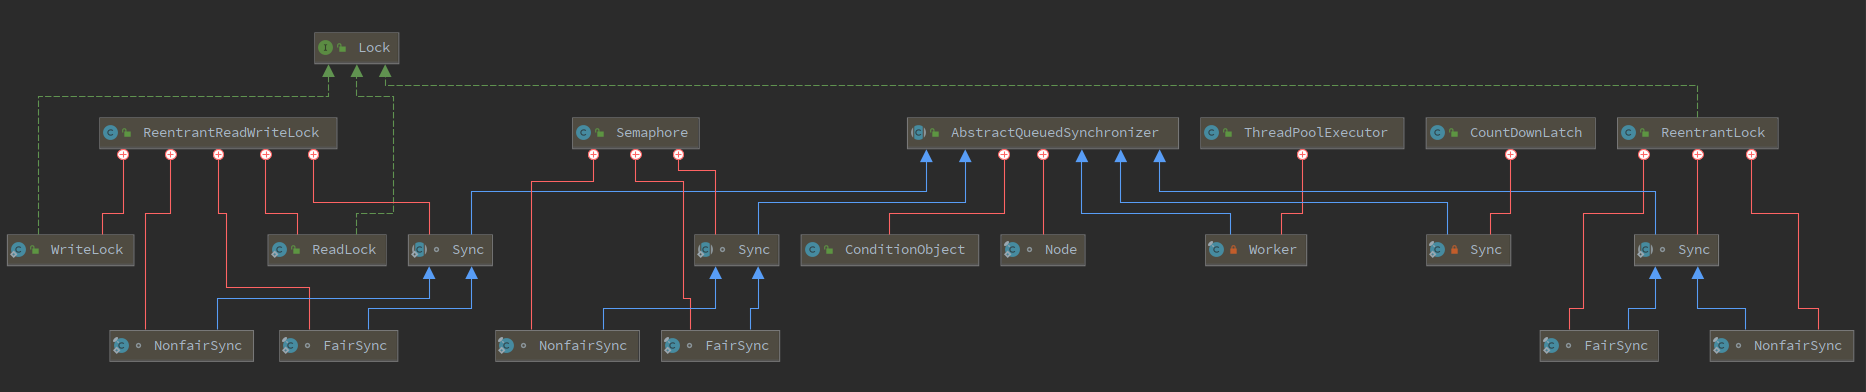 Lock
ReentrantReadWriteLock
Semaphore
AbstractQueuedSynchronizer
ThreadPoolExecutor
CountDownLatch
ReentrantLock
WriteLock
ReadLock
Sync
Sync
ConditionObject
Node
Worker
Sync
Sync
NonfairSync
FairSync
NonfairSync
FairSync
FairSync
NonfairSync